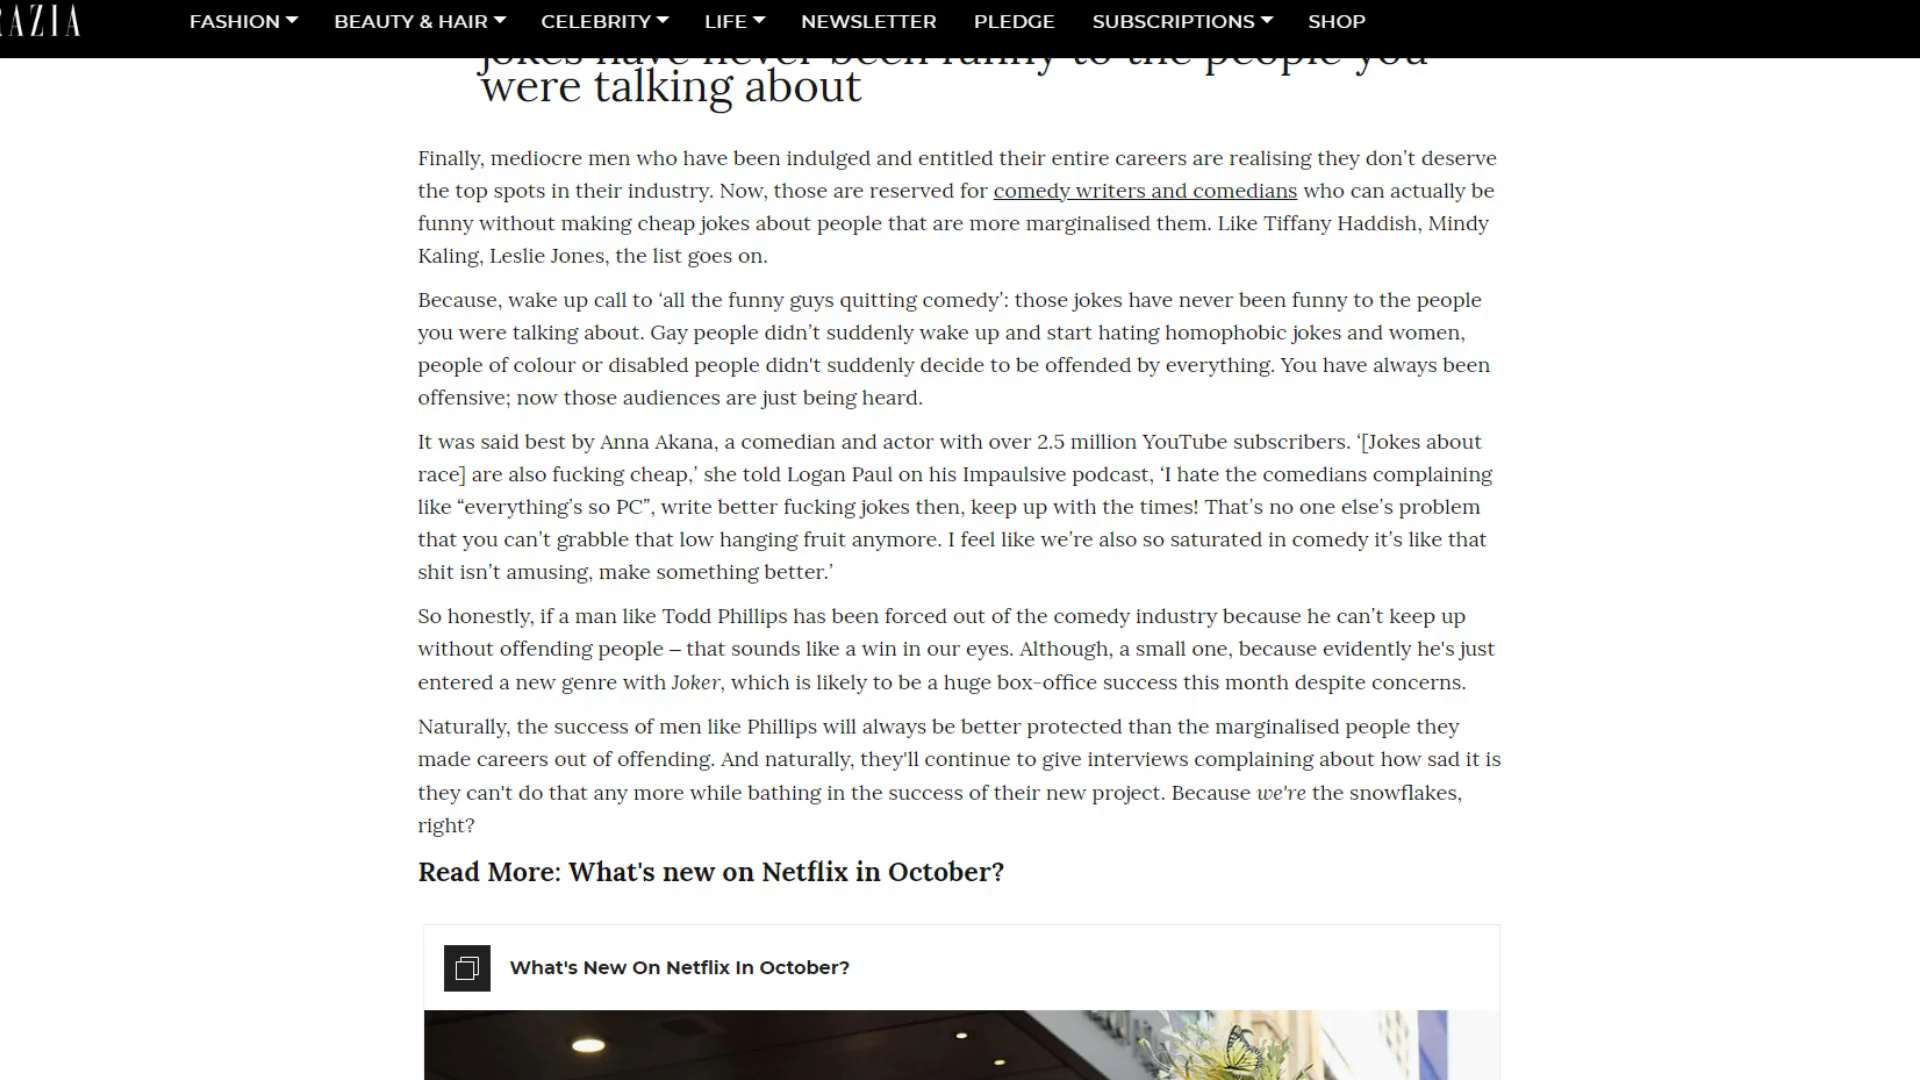 RAZIA
FASHION BEAUTY & HAIR CELEBRITY LIFE NEWSLETTER PLEDGE SUBSCRIPTIONS SHOP
jokes have never been funny to the people you
were talking about
Finally, mediocre men who have been indulged and entitled their entire careers are realising they don’t deserve
the top spots in their industry. Now, those are reserved for comedy writers and comedians who can actually be
funny without making cheap jokes about people that are more marginalised them. Like Tiffany Haddish, Mindy
Kaling, Leslie Jones, the list goes on.
Because, wake up call to ‘all the funny guys quitting comedy’: those jokes have never been funny to the people
you were talking about. Gay people didn’t suddenly wake up and start hating homophobic jokes and women,
people of colour or disabled people didn't suddenly decide to be offended by everything. You have always been
offensive; now those audiences are just being heard.
It was said best by Anna Akana, a comedian and actor with over 2.5 million YouTube subscribers. ‘[Jokes about
race] are also fucking cheap,’ she told Logan Paul on his Impaulsive podcast, ‘I hate the comedians complaining
like “everything’s so PC”, write better fucking jokes then, keep up with the times! That’s no one else’s problem
that you can’t grabble that low hanging fruit anymore. I feel like we’re also so saturated in comedy it’s like that
shit isn’t amusing, make something better.’
So honestly, if a man like Todd Phillips has been forced out of the comedy industry because he can’t keep up
without offending people – that sounds like a win in our eyes. Although, a small one, because evidently he's just
entered a new genre with Joker, which is likely to be a huge box-office success this month despite concerns.
Naturally, the success of men like Phillips will always be better protected than the marginalised people they
made careers out of offending. And naturally, they'll continue to give interviews complaining about how sad it is
they can't do that any more while bathing in the success of their new project. Because we're the snowflakes,
right?
Read More: What's new on Netflix in October?
What's New On Netflix In October?